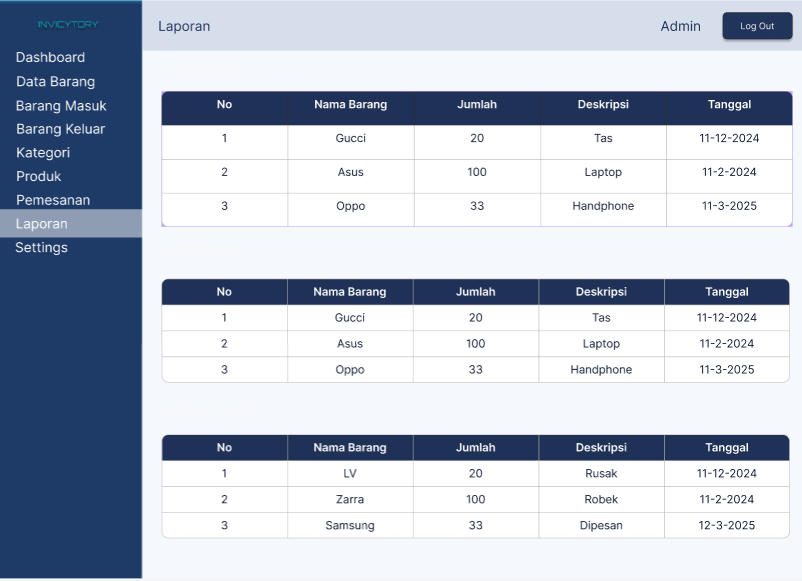 INVICYTORY
Laporan
Admin
Log Out
Dashboard
Data Barang
Barang Masuk
Barang Keluar
Kategori
Produk
Pemesanan
Laporan
Settings
No Nama Barang Jumlah Deskripsi Tanggal
1 Gucci 20 Tas 11-12-2024
2 Asus 100 Laptop 11-2-2024
3 Oppo 33 Handphone 11-3-2025
No Nama Barang Jumlah Deskripsi Tanggal
1 Gucci 20 Tas 11-12-2024
2 Asus 100 Laptop 11-2-2024
3 Oppo 33 Handphone 11-3-2025
No Nama Barang Jumlah Deskripsi Tanggal
1 LV 20 Rusak 11-12-2024
2 Zarra 100 Robek 11-2-2024
3 Samsung 33 Dipesan 12-3-2025